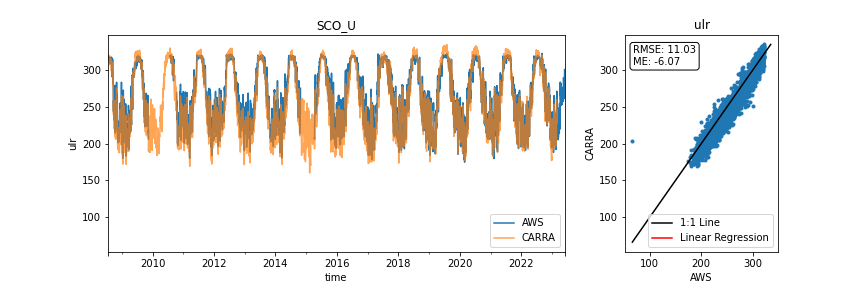 SCO_U
ulr
300
250
200
150
100
ulr
2010
2012
2014
2016
2018
2020
2022
time
AWS
CARRA
ulr
RMSE: 11.03
ME: -6.07
300
250
200
150
100
CARRA
100
200
300
AWS
1:1 Line
Linear Regression